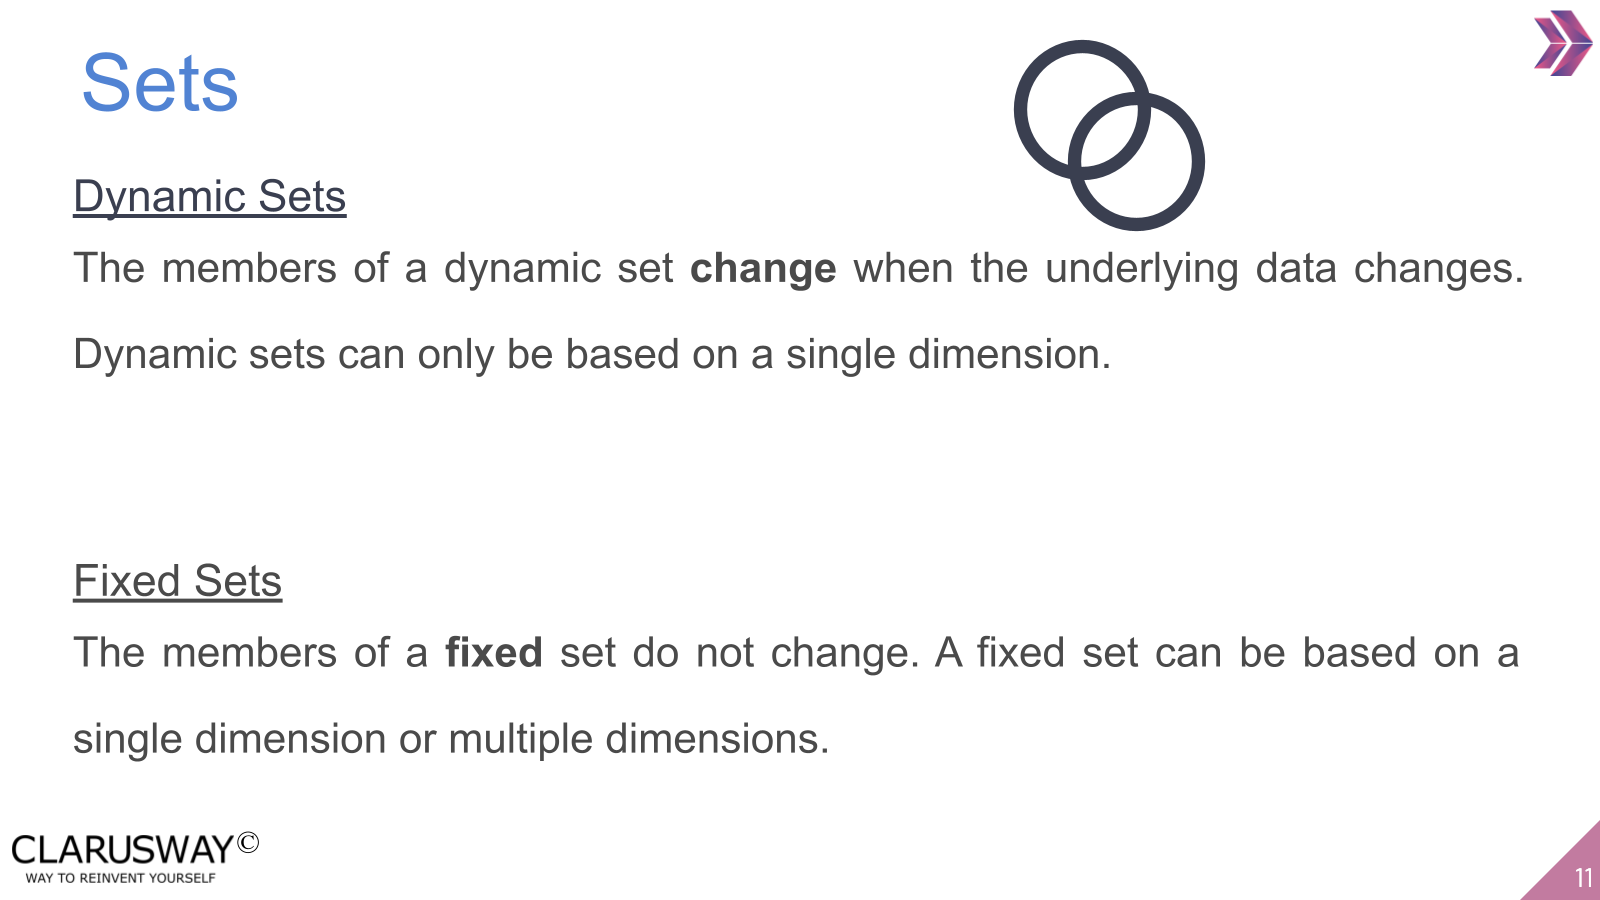 Sets
Dynamic Sets
The members of a dynamic set change when the underlying data changes.
Dynamic sets can only be based on a single dimension.
Fixed Sets
The members of a fixed set do not change. A fixed set can be based on a
single dimension or multiple dimensions.
CLARUSWAY©
WAY TO REINVENT YOURSELF
11